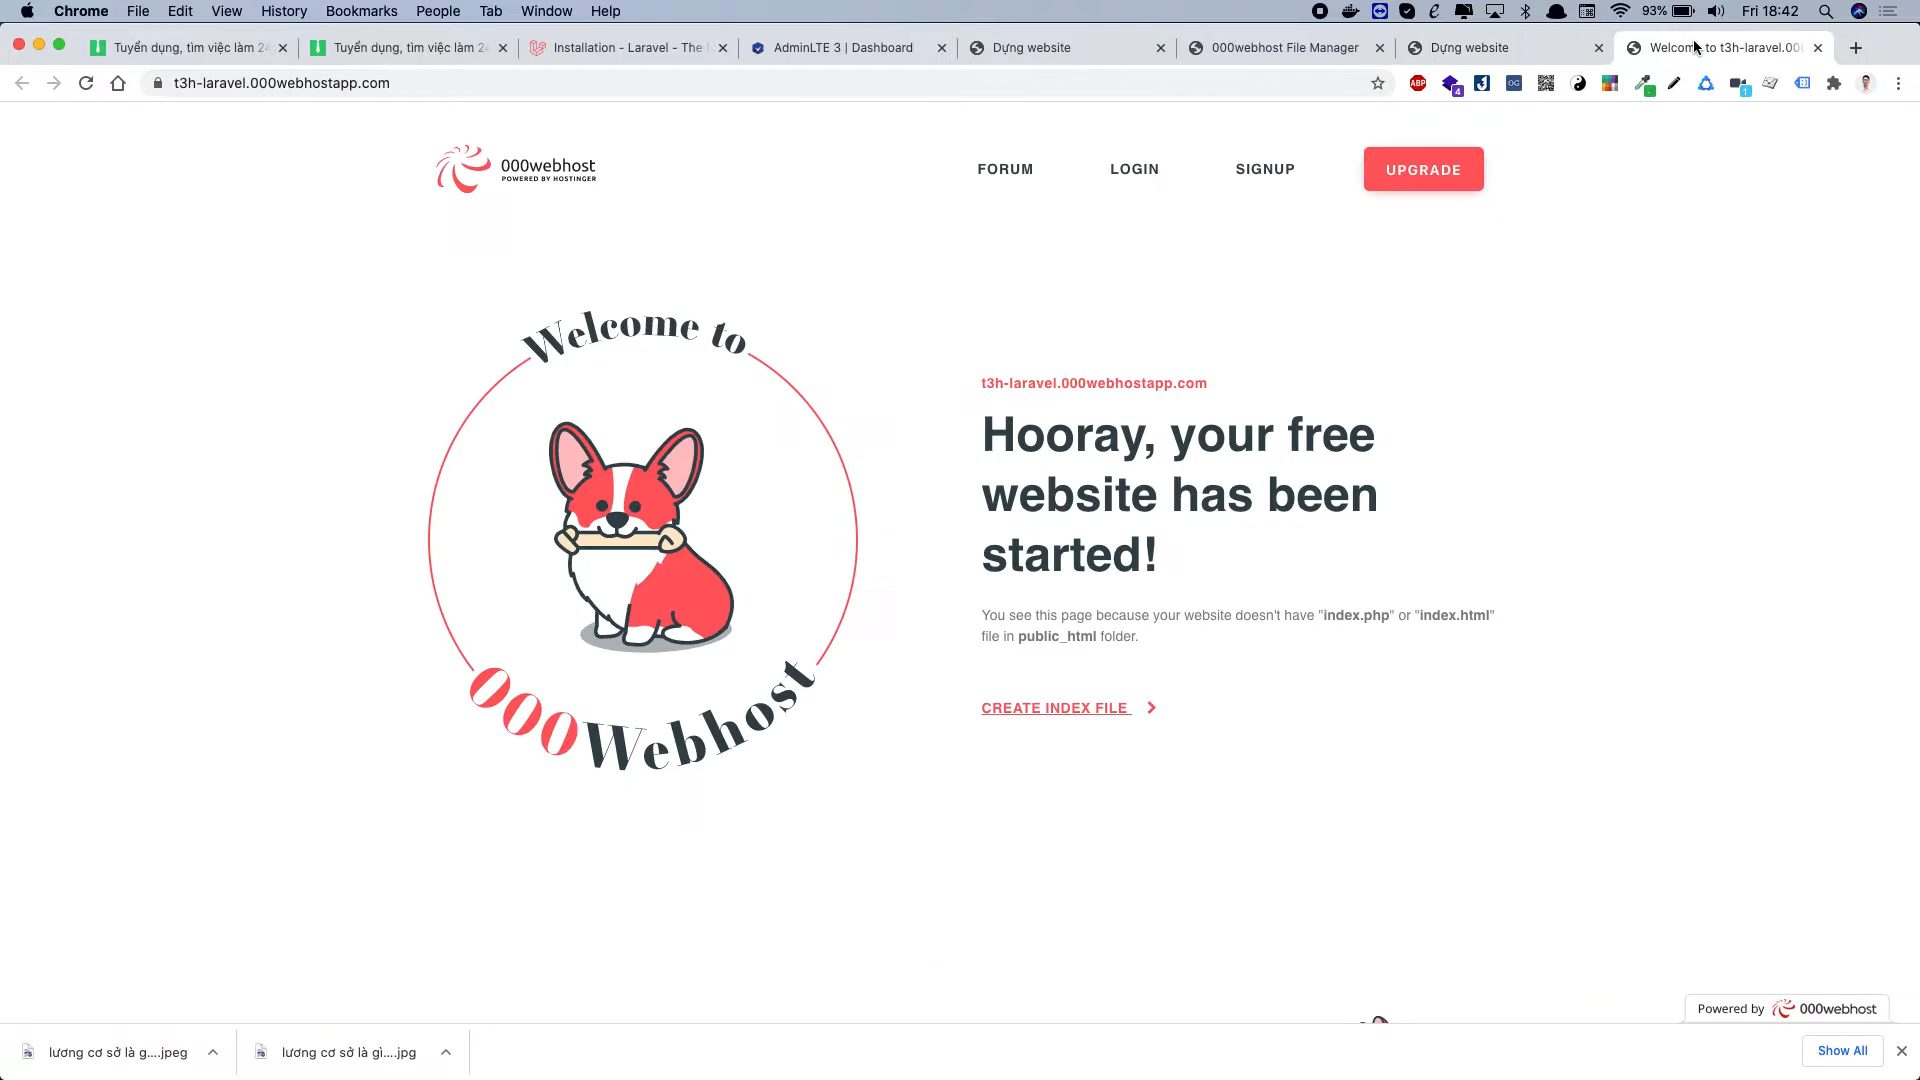 Chrome File Edit View History Bookmarks People Tab Window Help
93% Fri 18:42
Tuyển dụng, tìm việc làm 24
Tuyển dụng, tìm việc làm 24
Installation - Laravel - The
AdminLTE 3 | Dashboard
Dựng website
000webhost File Manager
Dựng website
Welcome to t3h-laravel.000
t3h-laravel.000webhostapp.com
ABP
4
OG
1
000webhost
POWERED BY HOSTINGER
FORUM
LOGIN
SIGNUP
UPGRADE
Welcome to
000Webhost
t3h-laravel.000webhostapp.com
Hooray, your free
website has been
started!
You see this page because your website doesn't have "index.php" or "index.html"
file in public_html folder.
CREATE INDEX FILE
Powered by 000webhost
lương cơ sở là g....jpeg
lương cơ sở là gì....jpg
Show All